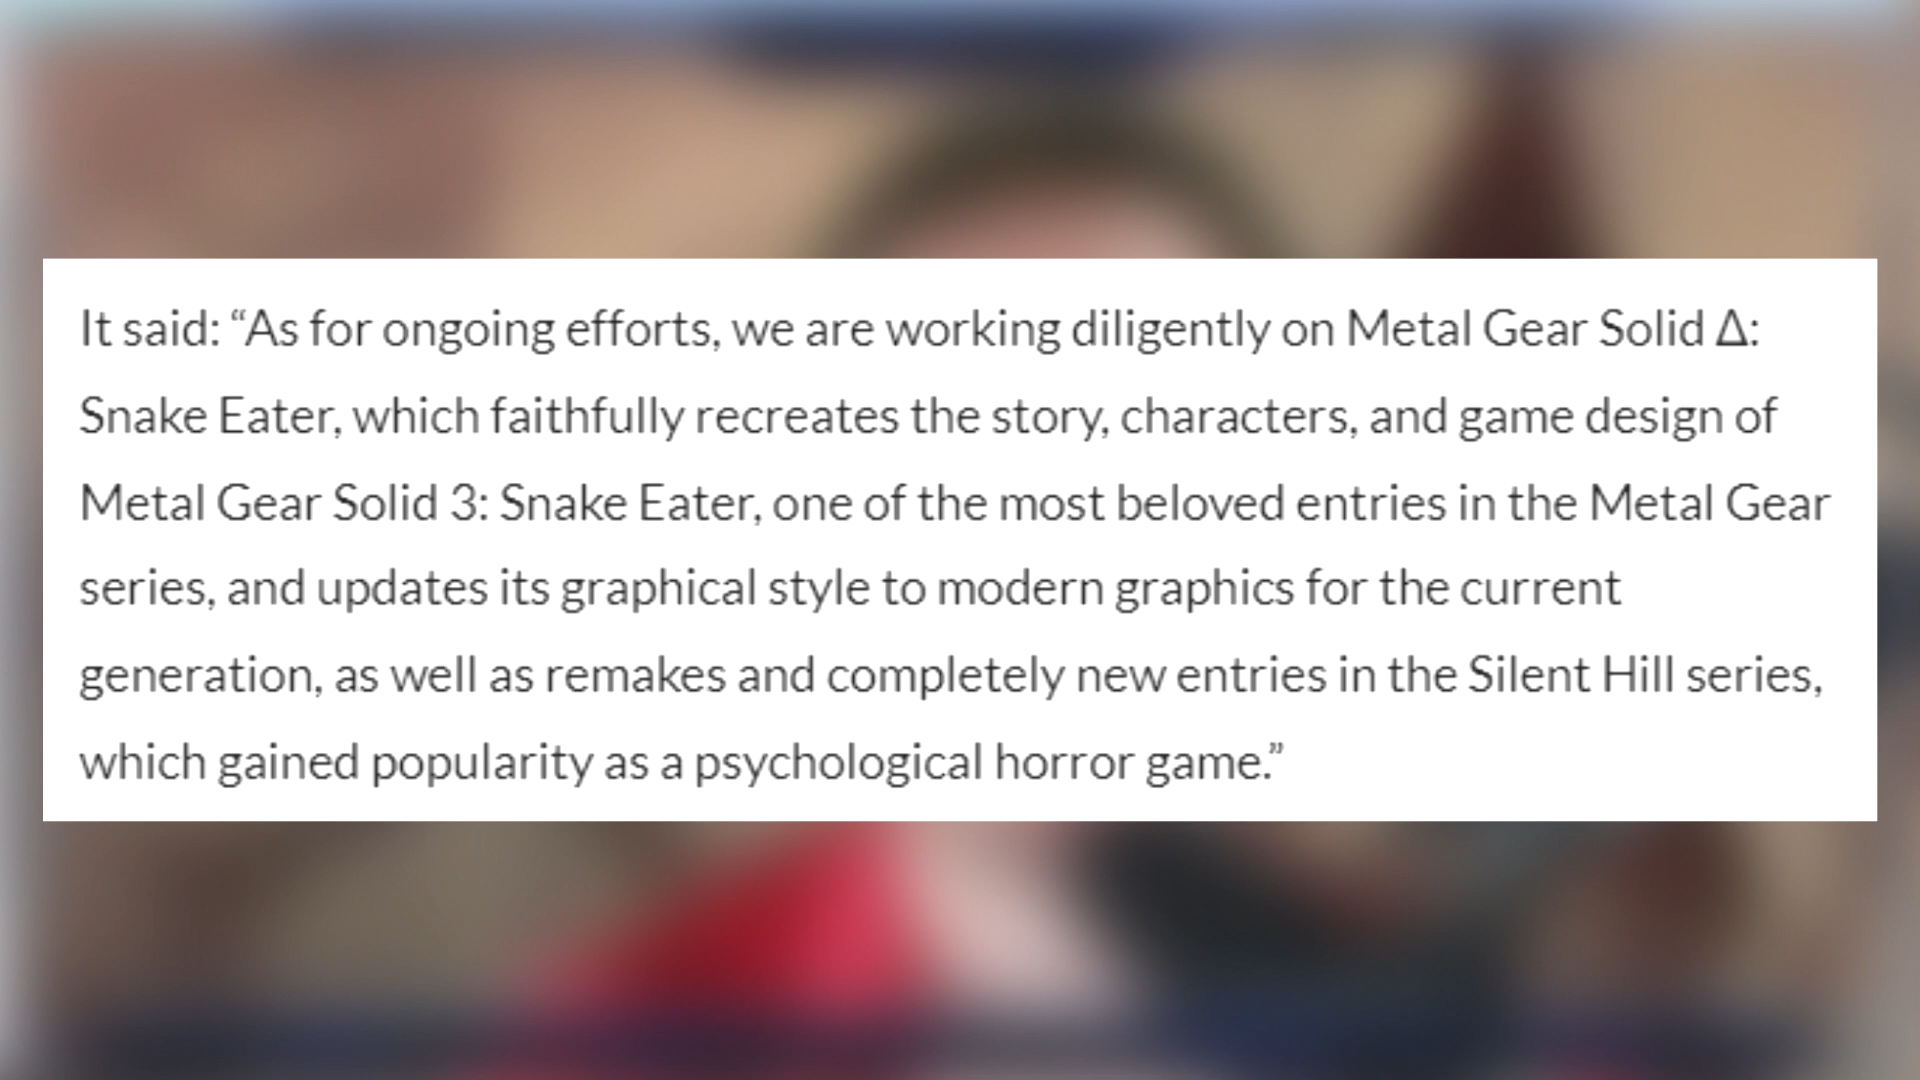 It said: “As for ongoing efforts, we are working diligently on Metal Gear Solid Δ:
Snake Eater, which faithfully recreates the story, characters, and game design of
Metal Gear Solid 3: Snake Eater, one of the most beloved entries in the Metal Gear
series, and updates its graphical style to modern graphics for the current
generation, as well as remakes and completely new entries in the Silent Hill series,
which gained popularity as a psychological horror game.”